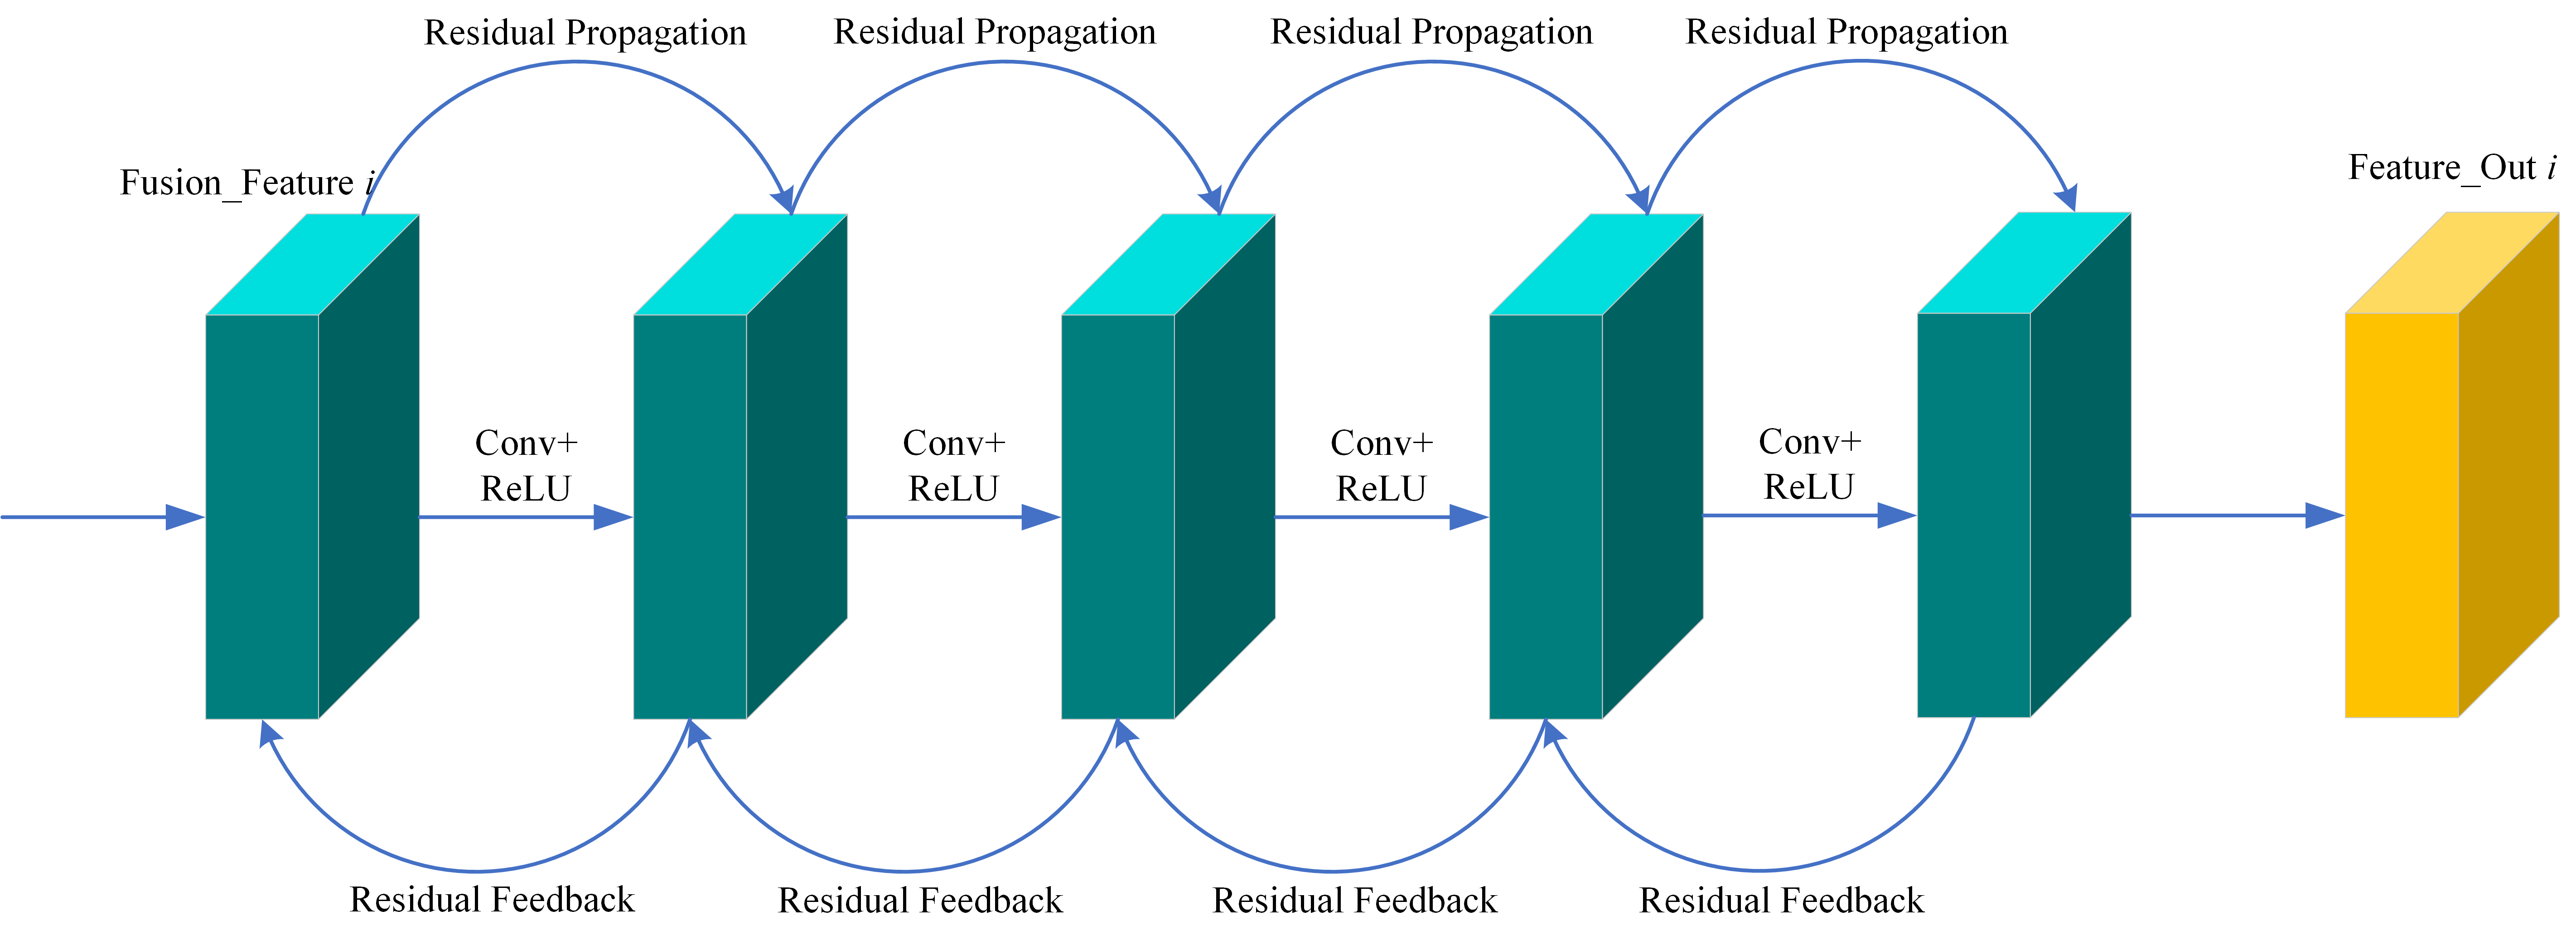 Residual Propagation
Residual Propagation
Residual Propagation
Residual Propagation
Fusion_Feature i
Feature_Out i
Conv+
ReLU
Conv+
ReLU
Conv+
ReLU
Conv+
ReLU
Residual Feedback
Residual Feedback
Residual Feedback
Residual Feedback